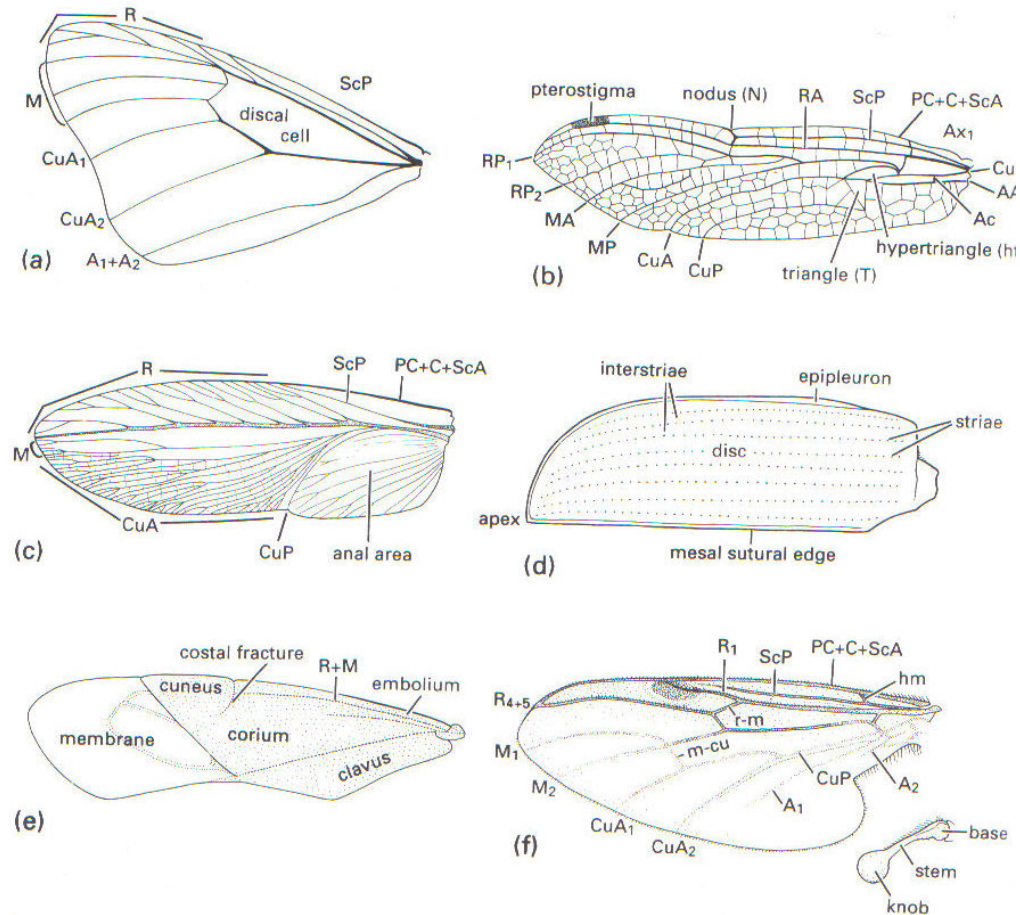 R
ScP
M
discal
cell
CuA1
CuA2
A1+A2
(a)
pterostigma
nodus (N)
RA
ScP
PC+C+ScA
Ax1
RP1
RP2
MA
MP
CuA
CuP
Cu
AA
Ac
hypertriangle (ht
triangle (T)
(b)
R
ScP
PC+C+ScA
M
CuA
CuP
anal area
(c)
interstriae
epipleuron
striae
disc
apex
mesal sutural edge
(d)
costal fracture
R+M
embolium
cuneus
membrane
corium
clavus
(e)
R1
ScP
PC+C+ScA
hm
R4+5
r-m
M1
m-cu
M2
CuP
A2
A1
CuA1
CuA2
(f)
base
stem
knob